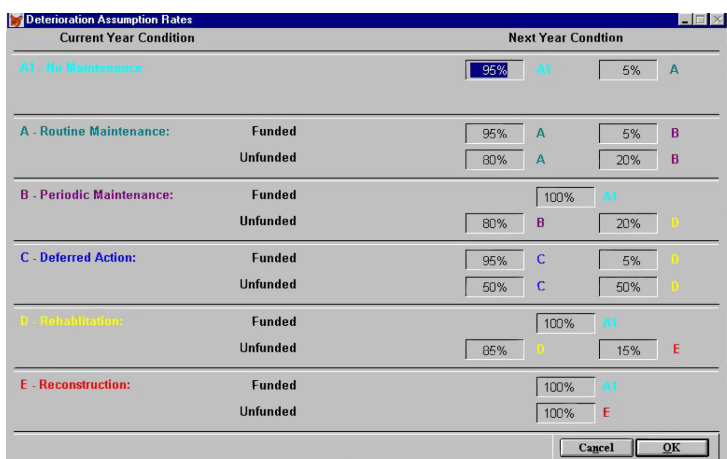 Deterioration Assumption Rates
Current Year Condition Next Year Condtion
A1 - No Maintenance 95% A1 5% A
A - Routine Maintenance: Funded 95% A 5% B
Unfunded 80% A 20% B
B - Periodic Maintenance: Funded 100% A1
Unfunded 80% B 20% D
C - Deferred Action: Funded 95% C 5% D
Unfunded 50% C 50% D
D - Rehablitation: Funded 100% A1
Unfunded 85% D 15% E
E - Reconstruction: Funded 100% A1
Unfunded 100% E
Cancel OK